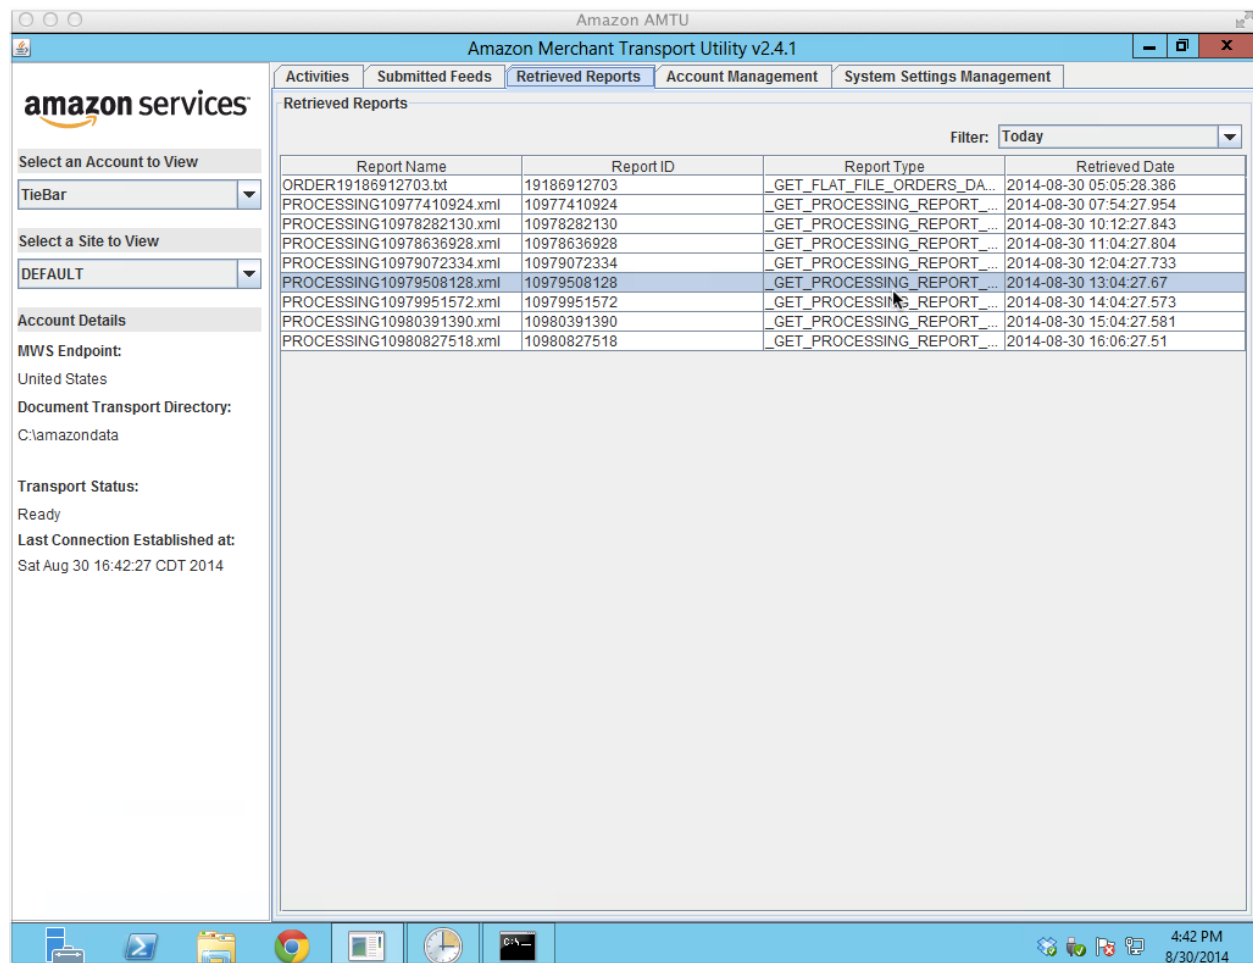 Amazon AMTU
Amazon Merchant Transport Utility v2.4.1
amazon services
Select an Account to View
TieBar
Select a Site to View
DEFAULT
Account Details
MWS Endpoint:
United States
Document Transport Directory:
C:\amazondata
Transport Status:
Ready
Last Connection Established at:
Sat Aug 30 16:42:27 CDT 2014
Activities Submitted Feeds Retrieved Reports Account Management System Settings Management
Retrieved Reports
Filter: Today
Report Name Report ID Report Type Retrieved Date
ORDER19186912703.txt 19186912703 _GET_FLAT_FILE_ORDERS_DA... 2014-08-30 05:05:28.386
PROCESSING10977410924.xml 10977410924 _GET_PROCESSING_REPORT_... 2014-08-30 07:54:27.954
PROCESSING10978282130.xml 10978282130 _GET_PROCESSING_REPORT_... 2014-08-30 10:12:27.843
PROCESSING10978636928.xml 10978636928 _GET_PROCESSING_REPORT_... 2014-08-30 11:04:27.804
PROCESSING10979072334.xml 10979072334 _GET_PROCESSING_REPORT_... 2014-08-30 12:04:27.733
PROCESSING10979508128.xml 10979508128 _GET_PROCESSING_REPORT_... 2014-08-30 13:04:27.67
PROCESSING10979951572.xml 10979951572 _GET_PROCESSING_REPORT_... 2014-08-30 14:04:27.573
PROCESSING10980391390.xml 10980391390 _GET_PROCESSING_REPORT_... 2014-08-30 15:04:27.581
PROCESSING10980827518.xml 10980827518 _GET_PROCESSING_REPORT_... 2014-08-30 16:06:27.51
C:\_
4:42 PM
8/30/2014